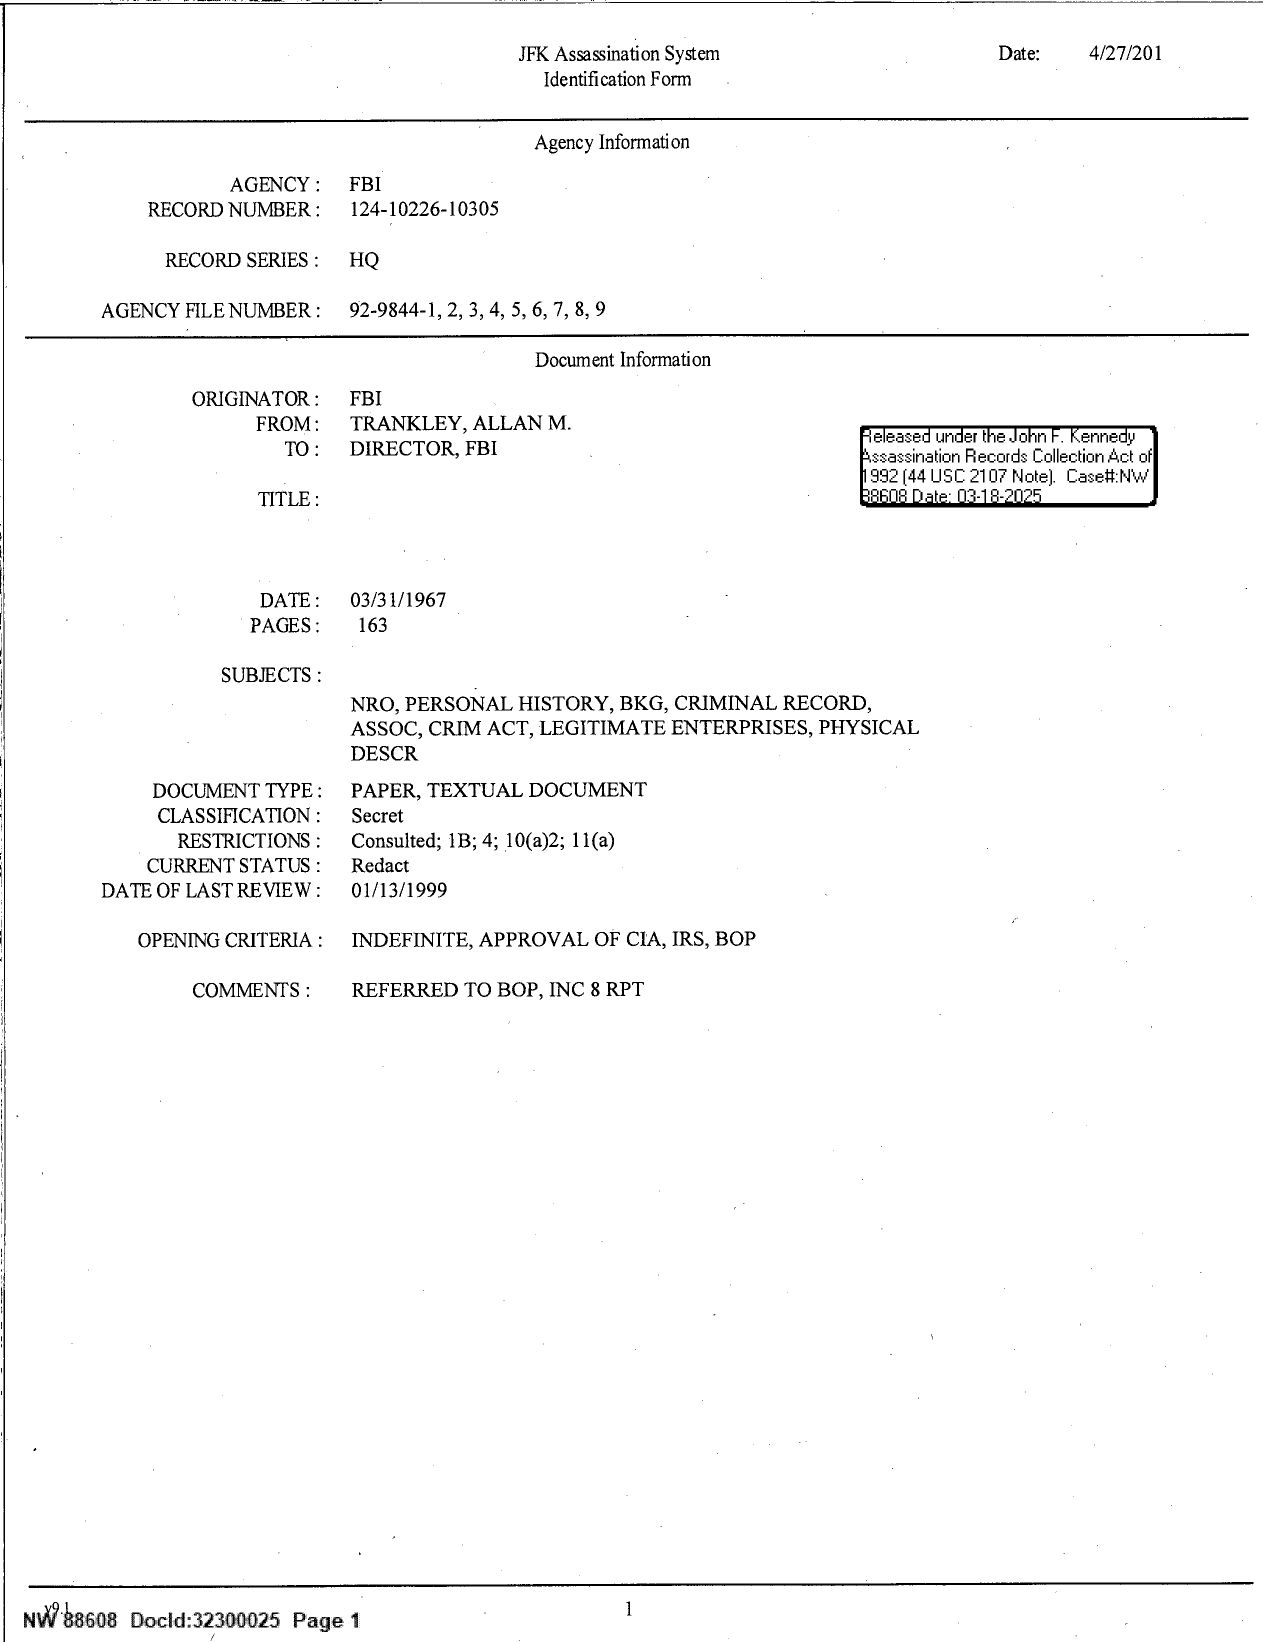 JFK Assassination System
Identification Form
Date: 4/27/201
Agency Information
AGENCY : FBI
RECORD NUMBER : 124-10226-10305
RECORD SERIES : HQ
AGENCY FILE NUMBER : 92-9844-1, 2, 3, 4, 5, 6, 7, 8, 9
Document Information
ORIGINATOR : FBI
FROM : TRANKLEY, ALLAN M.
TO : DIRECTOR, FBI
TITLE :
Released under the John F. Kennedy
Assassination Records Collection Act of
1992 (44 USC 2107 Note). Case#:NW
88608 Date: 03-18-2025
DATE : 03/31/1967
PAGES : 163
SUBJECTS :
NRO, PERSONAL HISTORY, BKG, CRIMINAL RECORD,
ASSOC, CRIM ACT, LEGITIMATE ENTERPRISES, PHYSICAL
DESCR
DOCUMENT TYPE : PAPER, TEXTUAL DOCUMENT
CLASSIFICATION : Secret
RESTRICTIONS : Consulted; 1B; 4; 10(a)2; 11(a)
CURRENT STATUS : Redact
DATE OF LAST REVIEW : 01/13/1999
OPENING CRITERIA : INDEFINITE, APPROVAL OF CIA, IRS, BOP
COMMENTS : REFERRED TO BOP, INC 8 RPT
v9.1
1
NW 88608 DocId:32300025 Page 1